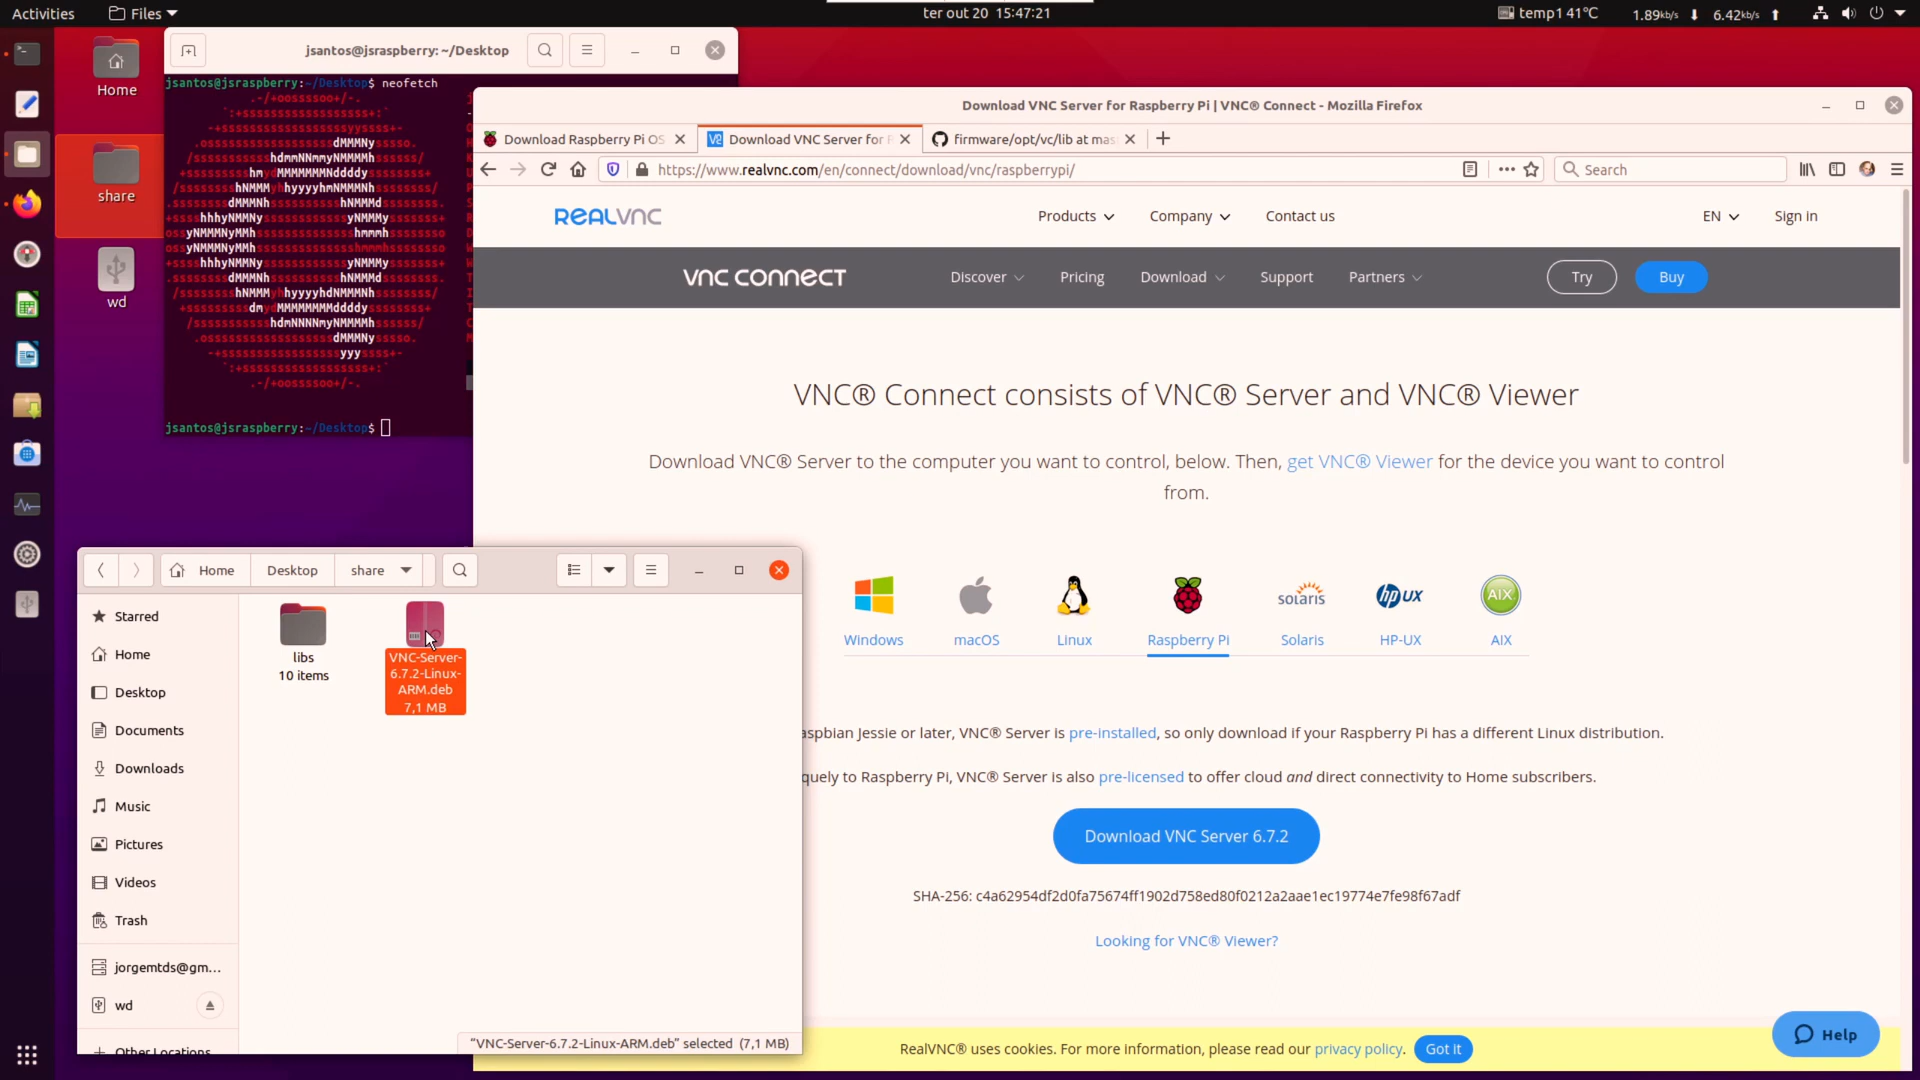 Activities
Files
ter out 20  15:47:21
temp1 41°C
1.89kb/s
6.42kb/s
Home
share
wd
jsantos@jsraspberry: ~/Desktop
jsantos@jsraspberry:~/Desktop$ neofetch
jsantos@jsraspberry:~/Desktop$
Download VNC Server for Raspberry Pi | VNC® Connect - Mozilla Firefox
Download Raspberry Pi OS
Download VNC Server for R
firmware/opt/vc/lib at mas
https://www.realvnc.com/en/connect/download/vnc/raspberrypi/
Search
REALVNC
Products
Company
Contact us
EN
Sign in
VNC CONNECT
Discover
Pricing
Download
Support
Partners
Try
Buy
VNC® Connect consists of VNC® Server and VNC® Viewer
Download VNC® Server to the computer you want to control, below. Then, get VNC® Viewer for the device you want to control
from.
Windows
macOS
Linux
Raspberry Pi
solaris
Solaris
hp UX
HP-UX
AIX
AIX
aspbian Jessie or later, VNC® Server is pre-installed, so only download if your Raspberry Pi has a different Linux distribution.
quely to Raspberry Pi, VNC® Server is also pre-licensed to offer cloud and direct connectivity to Home subscribers.
Download VNC Server 6.7.2
SHA-256: c4a62954df2d0fa75674ff1902d758ed80f0212a2aae1ec19774e7fe98f67adf
Looking for VNC® Viewer?
RealVNC® uses cookies. For more information, please read our privacy policy.
Got it
Help
Home
Desktop
share
Starred
Home
Desktop
Documents
Downloads
Music
Pictures
Videos
Trash
jorgemtds@gm...
wd
Other Locations
libs
10 items
VNC-Server-
6.7.2-Linux-
ARM.deb
7,1 MB
"VNC-Server-6.7.2-Linux-ARM.deb" selected (7,1 MB)